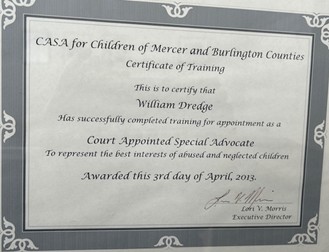 CASA for Children of Mercer and Burlington Counties
Certificate of Training
This is to certify that
William Dredge
Has successfully completed training for appointment as a
Court Appointed Special Advocate
To represent the best interests of abused and neglected children
Awarded this 3rd day of April, 2013.
Lori V. Morris
Executive Director